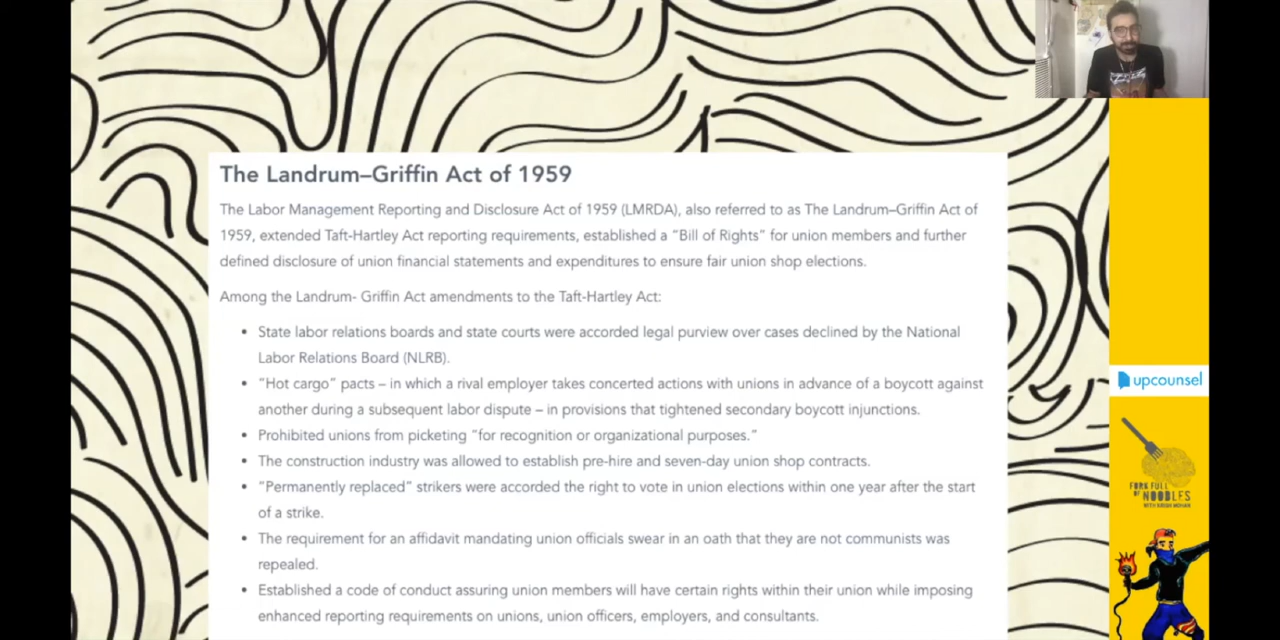 The Landrum–Griffin Act of 1959
The Labor Management Reporting and Disclosure Act of 1959 (LMRDA), also referred to as The Landrum–Griffin Act of
1959, extended Taft-Hartley Act reporting requirements, established a “Bill of Rights” for union members and further
defined disclosure of union financial statements and expenditures to ensure fair union shop elections.
Among the Landrum- Griffin Act amendments to the Taft-Hartley Act:
• State labor relations boards and state courts were accorded legal purview over cases declined by the National
Labor Relations Board (NLRB).
• “Hot cargo” pacts – in which a rival employer takes concerted actions with unions in advance of a boycott against
another during a subsequent labor dispute – in provisions that tightened secondary boycott injunctions.
• Prohibited unions from picketing “for recognition or organizational purposes.”
• The construction industry was allowed to establish pre-hire and seven-day union shop contracts.
• “Permanently replaced” strikers were accorded the right to vote in union elections within one year after the start
of a strike.
• The requirement for an affidavit mandating union officials swear in an oath that they are not communists was
repealed.
• Established a code of conduct assuring union members will have certain rights within their union while imposing
enhanced reporting requirements on unions, union officers, employers, and consultants.
upcounsel
FORK FULL
OF NOODLES
WITH KRISH MOHAN